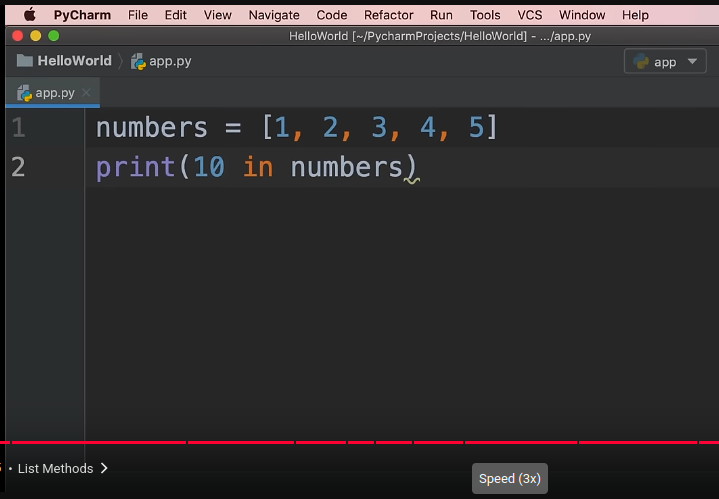 PyCharm File Edit View Navigate Code Refactor Run Tools VCS Window Help
HelloWorld [~/PycharmProjects/HelloWorld] - .../app.py
HelloWorld 〉 app.py app
app.py ×
1 numbers = [1, 2, 3, 4, 5]
2 print(10 in numbers)
• List Methods >
Speed (3x)